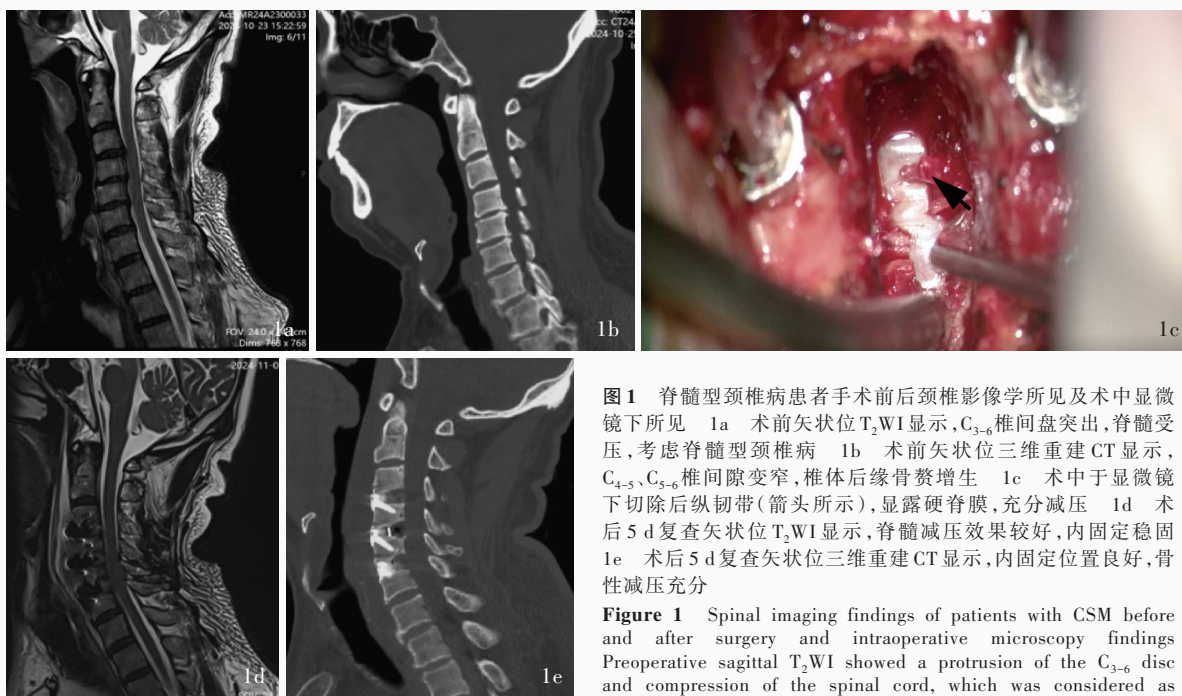 Acc: MR24A2300033
2024-10-23 15:22:59
Img: 6/11
FOV: 24.0 x
cm
Dims: 768 x 768
1a
cc: CT24
2024-10-25
1b
1c
2024-11-0
1d
1e
图1 脊髓型颈椎病患者手术前后颈椎影像学所见及术中显微
镜下所见 1a 术前矢状位T₂WI显示,C₃₋₆椎间盘突出,脊髓受
压,考虑脊髓型颈椎病 1b 术前矢状位三维重建CT显示,
C₄₋₅、C₅₋₆椎间隙变窄,椎体后缘骨赘增生 1c 术中于显微镜
下切除后纵韧带(箭头所示),显露硬脊膜,充分减压 1d 术
后5 d复查矢状位T₂WI显示,脊髓减压效果较好,内固定稳固
1e 术后5 d复查矢状位三维重建CT显示,内固定位置良好,骨
性减压充分
Figure 1 Spinal imaging findings of patients with CSM before
and after surgery and intraoperative microscopy findings
Preoperative sagittal T₂WI showed a protrusion of the C₃₋₆ disc
and compression of the spinal cord, which was considered as